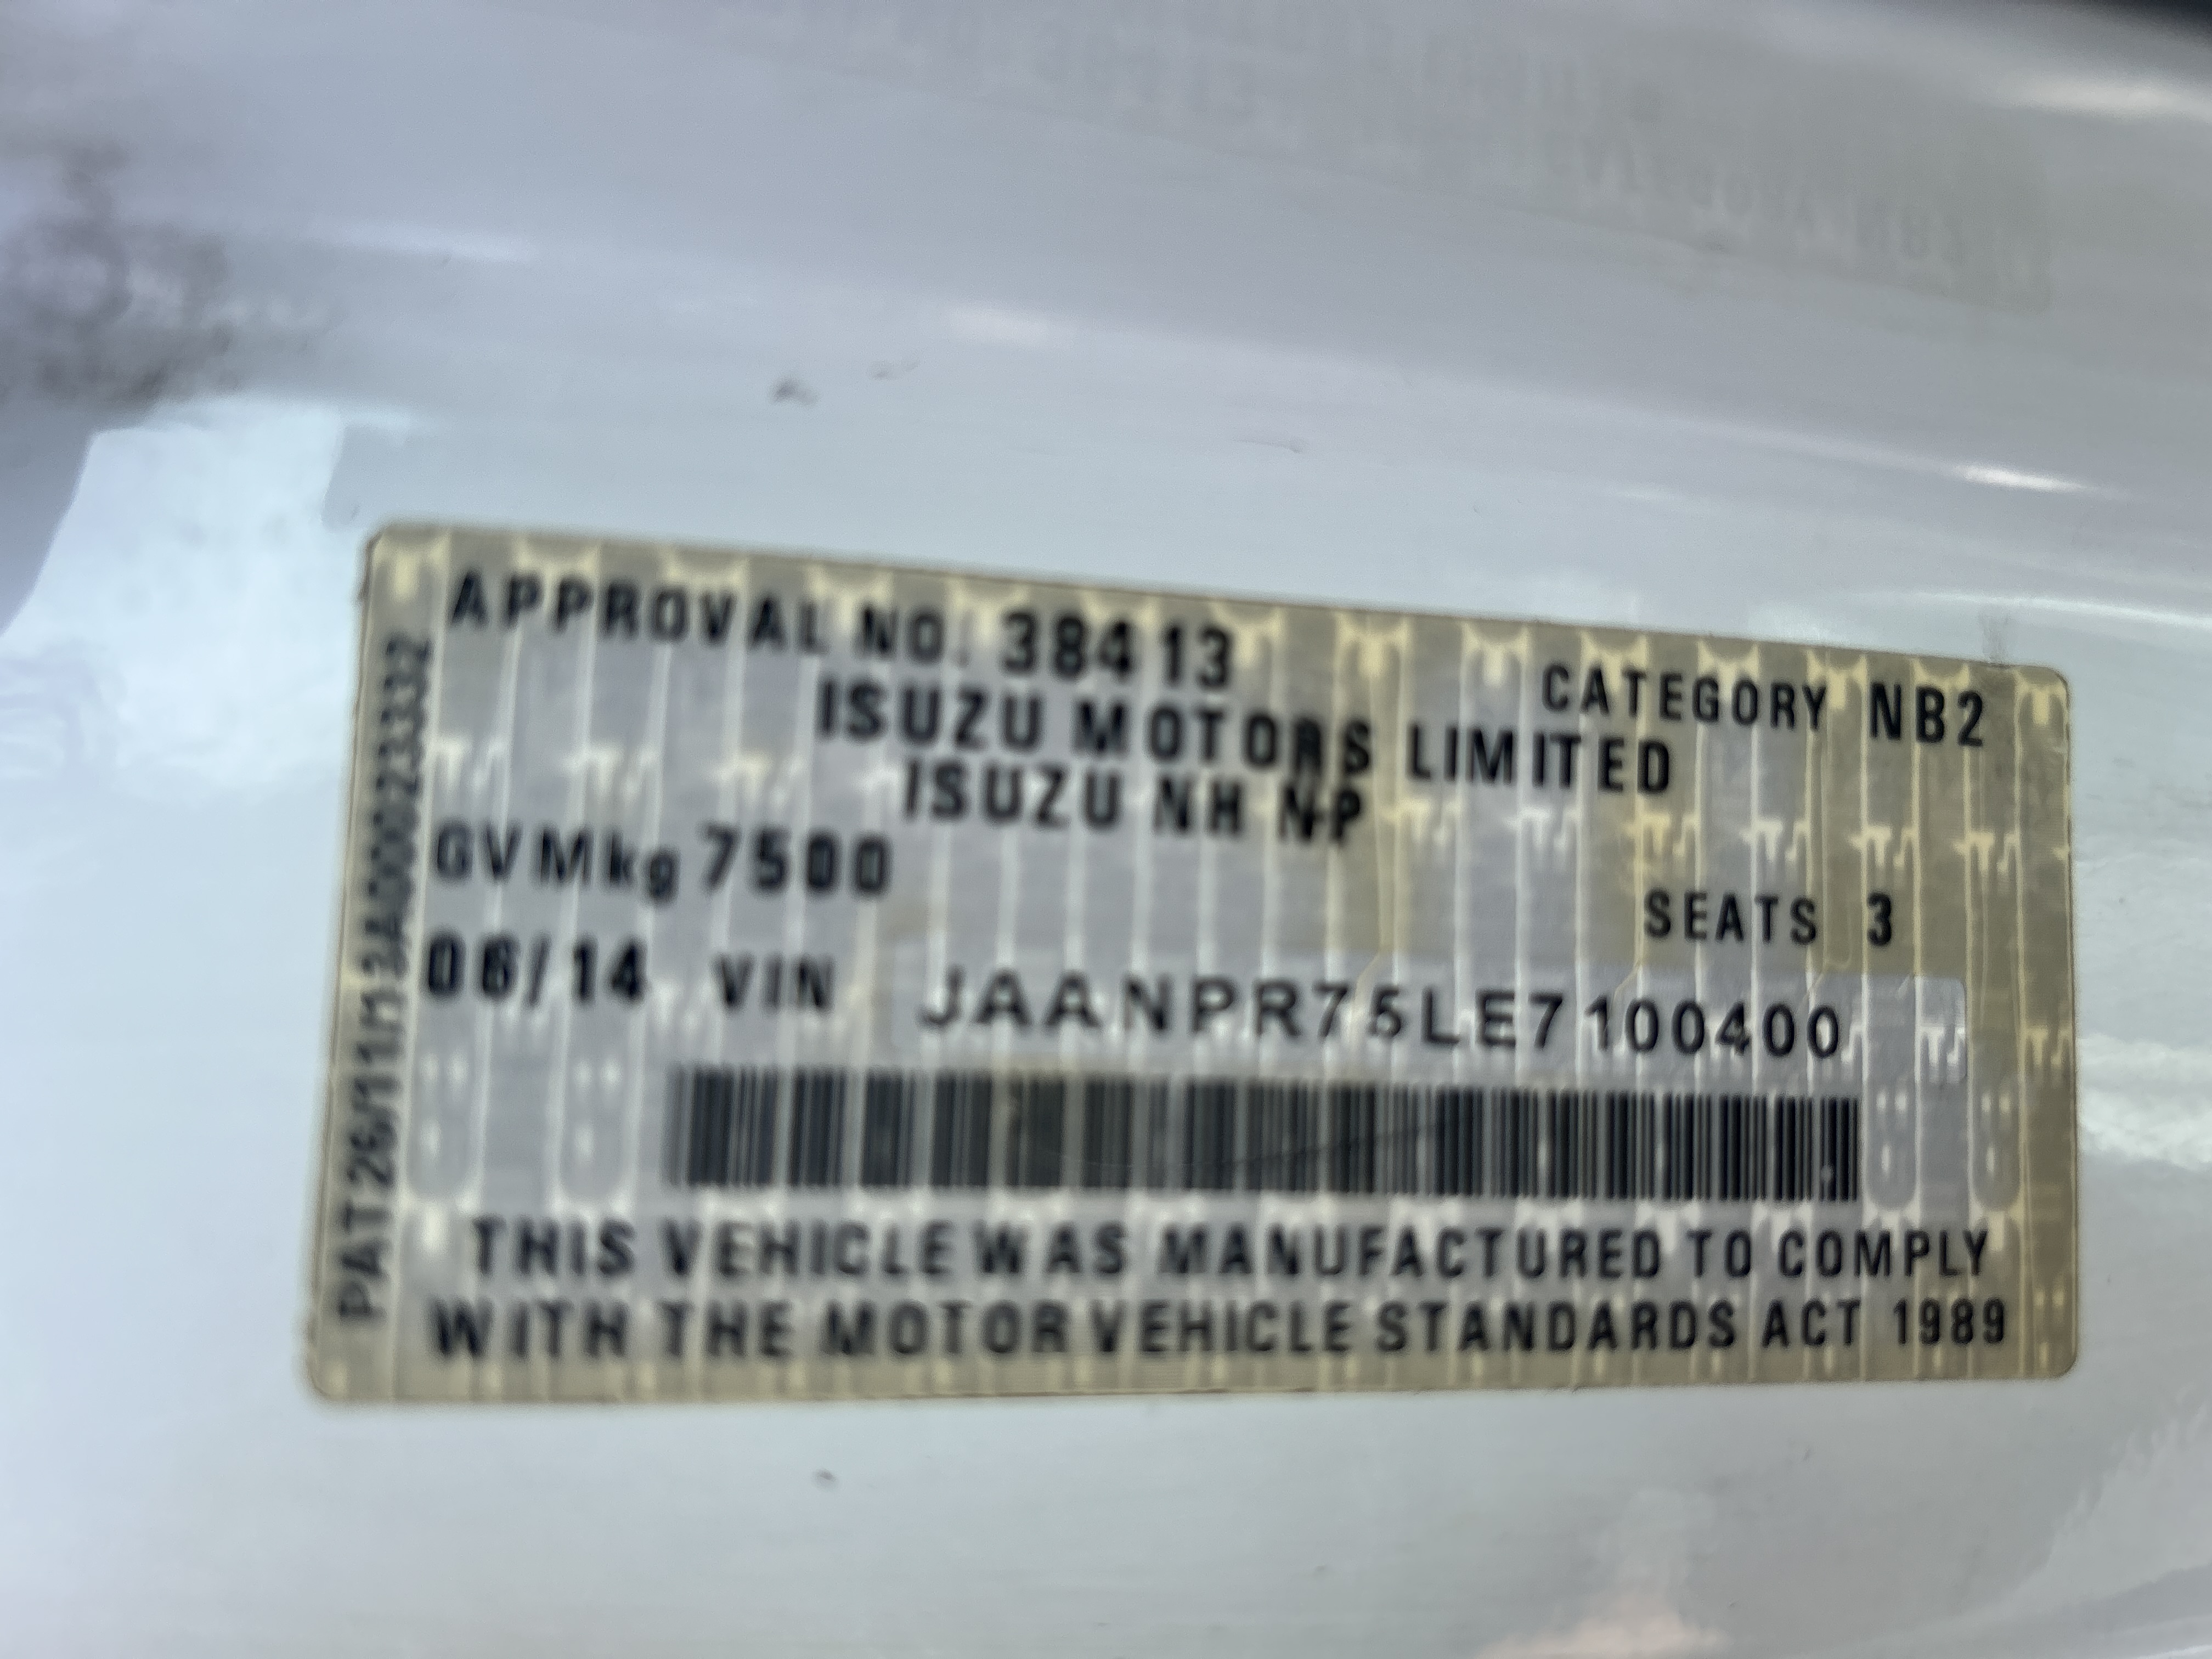 APPROVAL NO. 38413 CATEGORY NB2
ISUZU MOTORS LIMITED
ISUZU NH NP
GVMkg 7500 SEATS 3
06/14 VIN JAANPR75LE7100400
THIS VEHICLE WAS MANUFACTURED TO COMPLY
WITH THE MOTOR VEHICLE STANDARDS ACT 1989